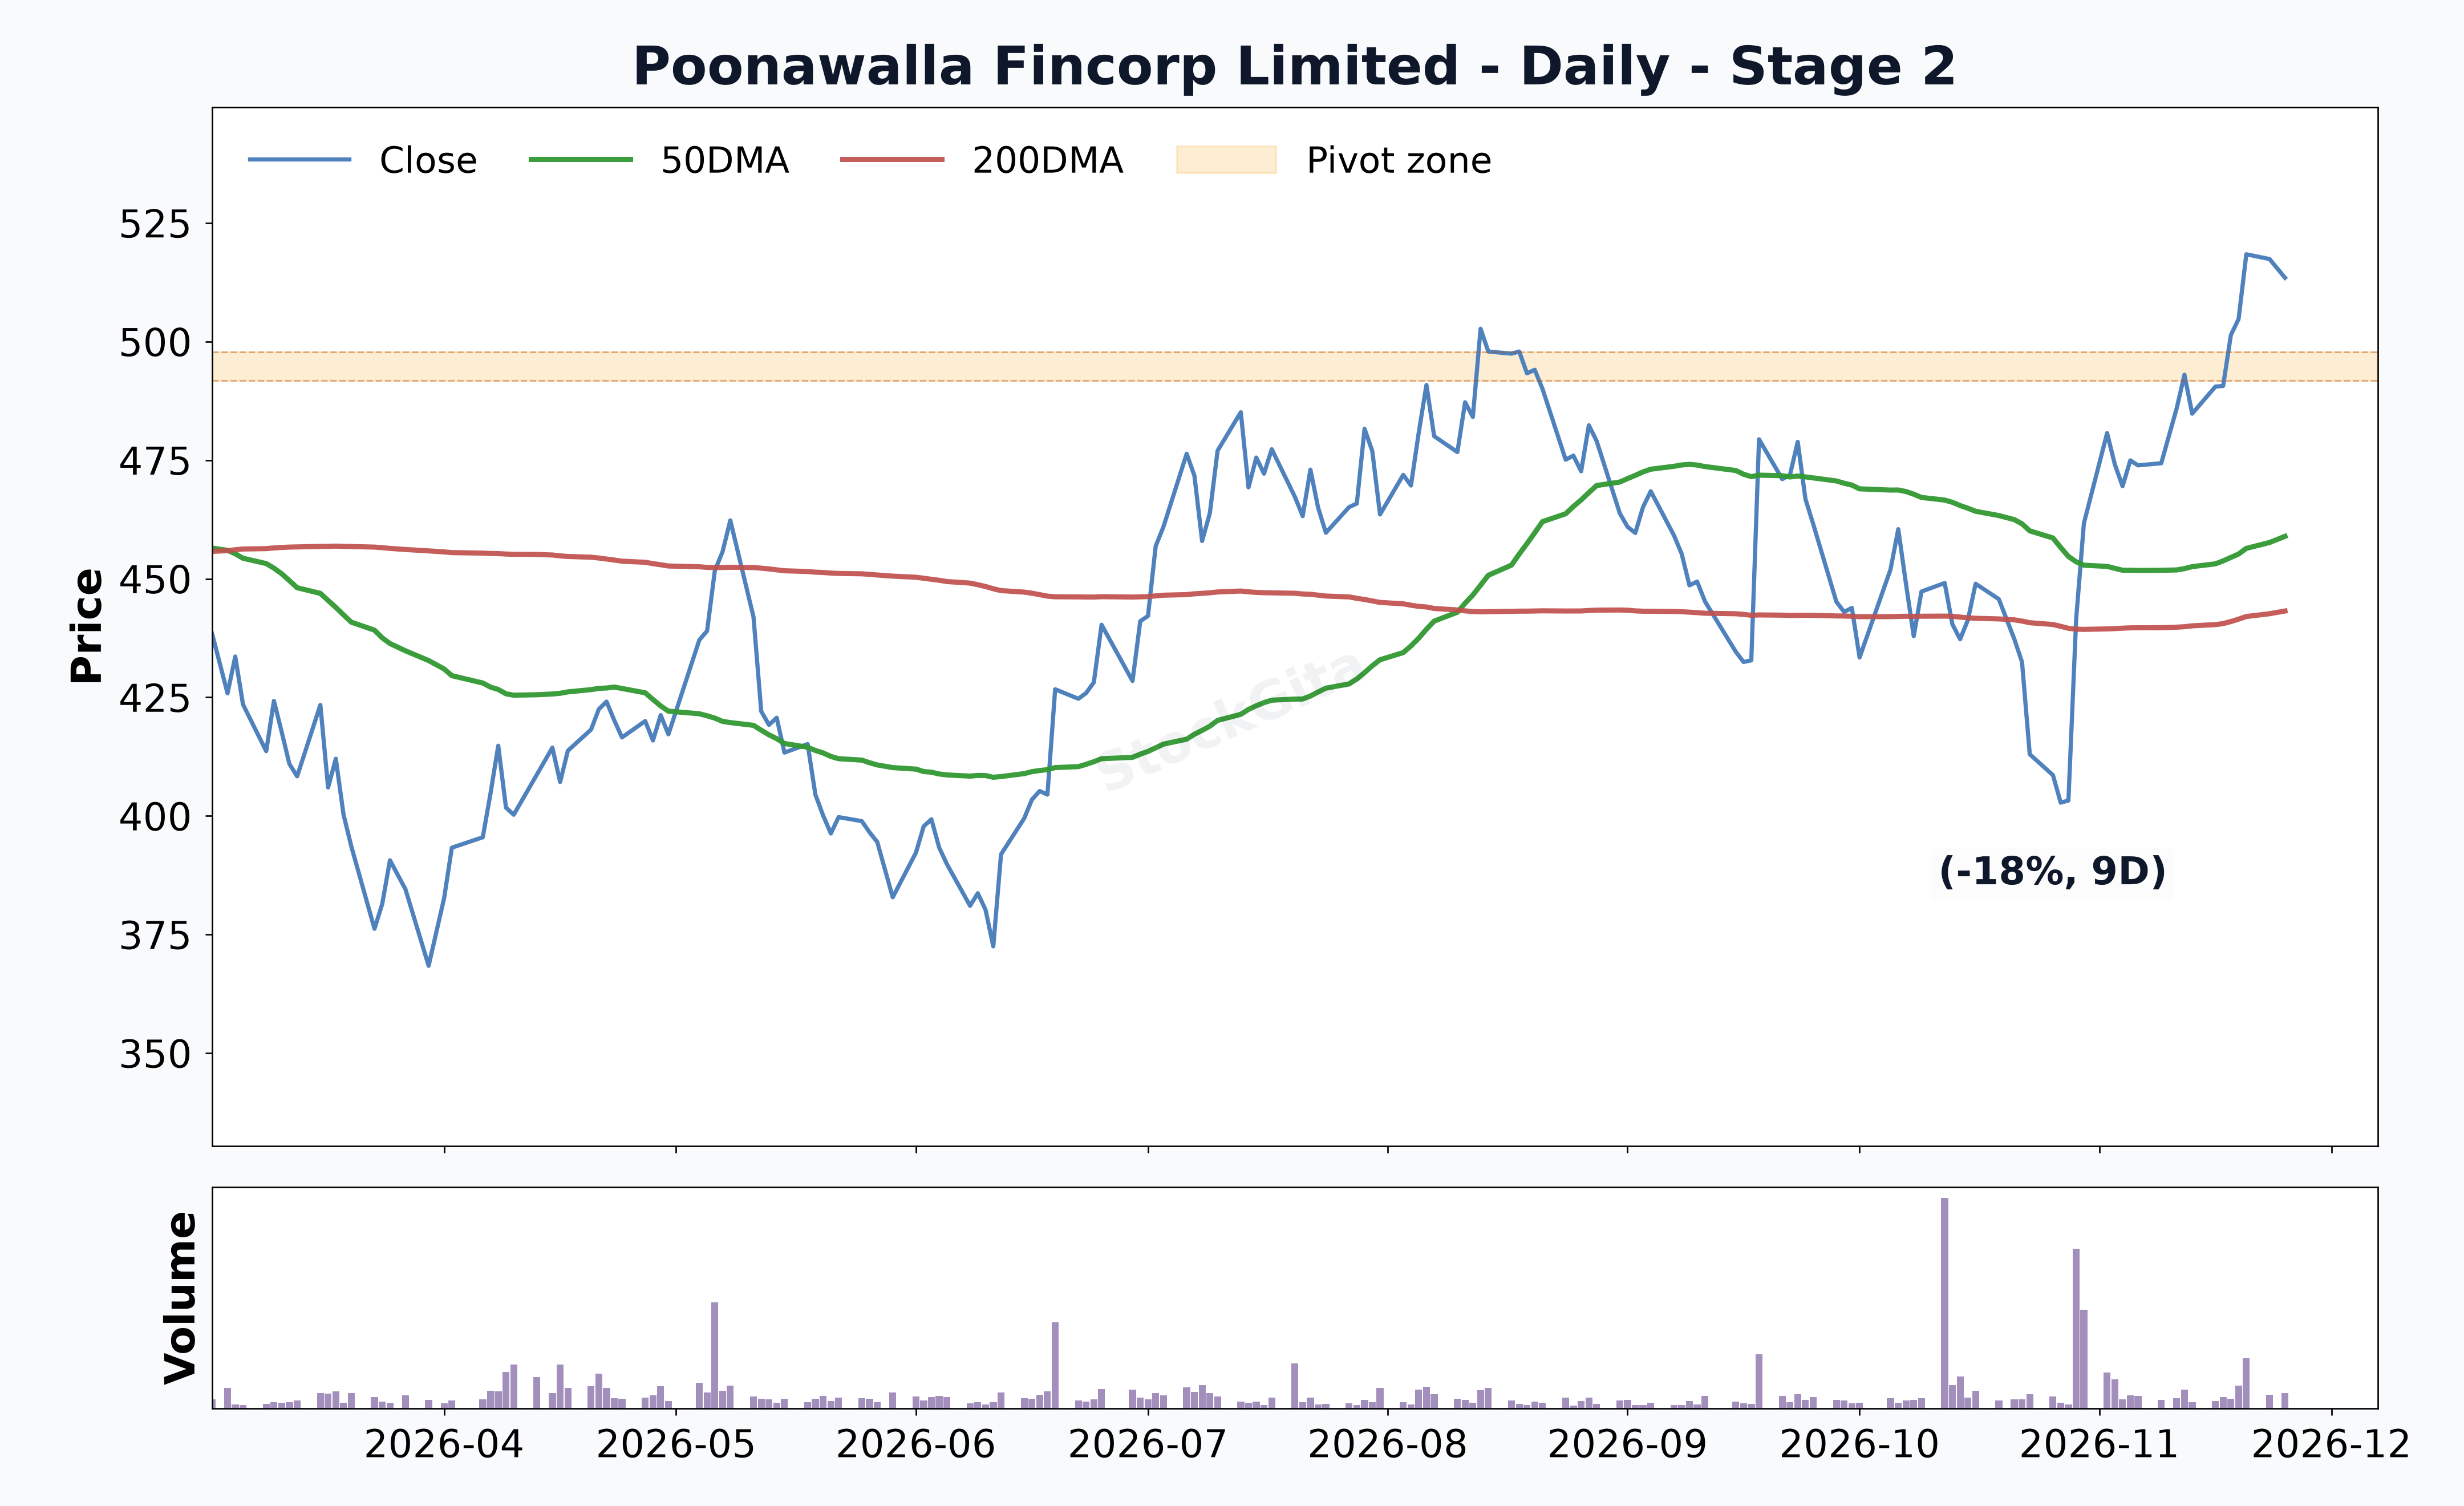 Poonawalla Fincorp Limited - Daily - Stage 2
Close 50DMA 200DMA Pivot zone
Price
525
500
475
450
425
400
375
350
StockGita
(-18%, 9D)
Volume
2026-04 2026-05 2026-06 2026-07 2026-08 2026-09 2026-10 2026-11 2026-12